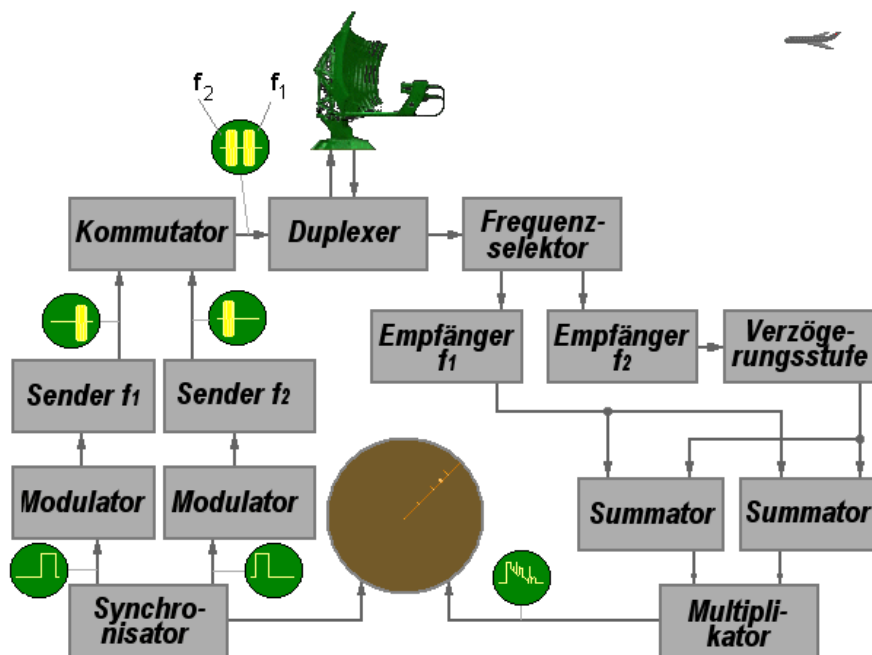 f2 f1
Kommutator
Duplexer
Frequenz-
selektor
Empfänger
f1
Empfänger
f2
Verzöge-
rungsstufe
Sender f1
Sender f2
Modulator
Modulator
Summator
Summator
Synchro-
nisator
Multipli-
kator